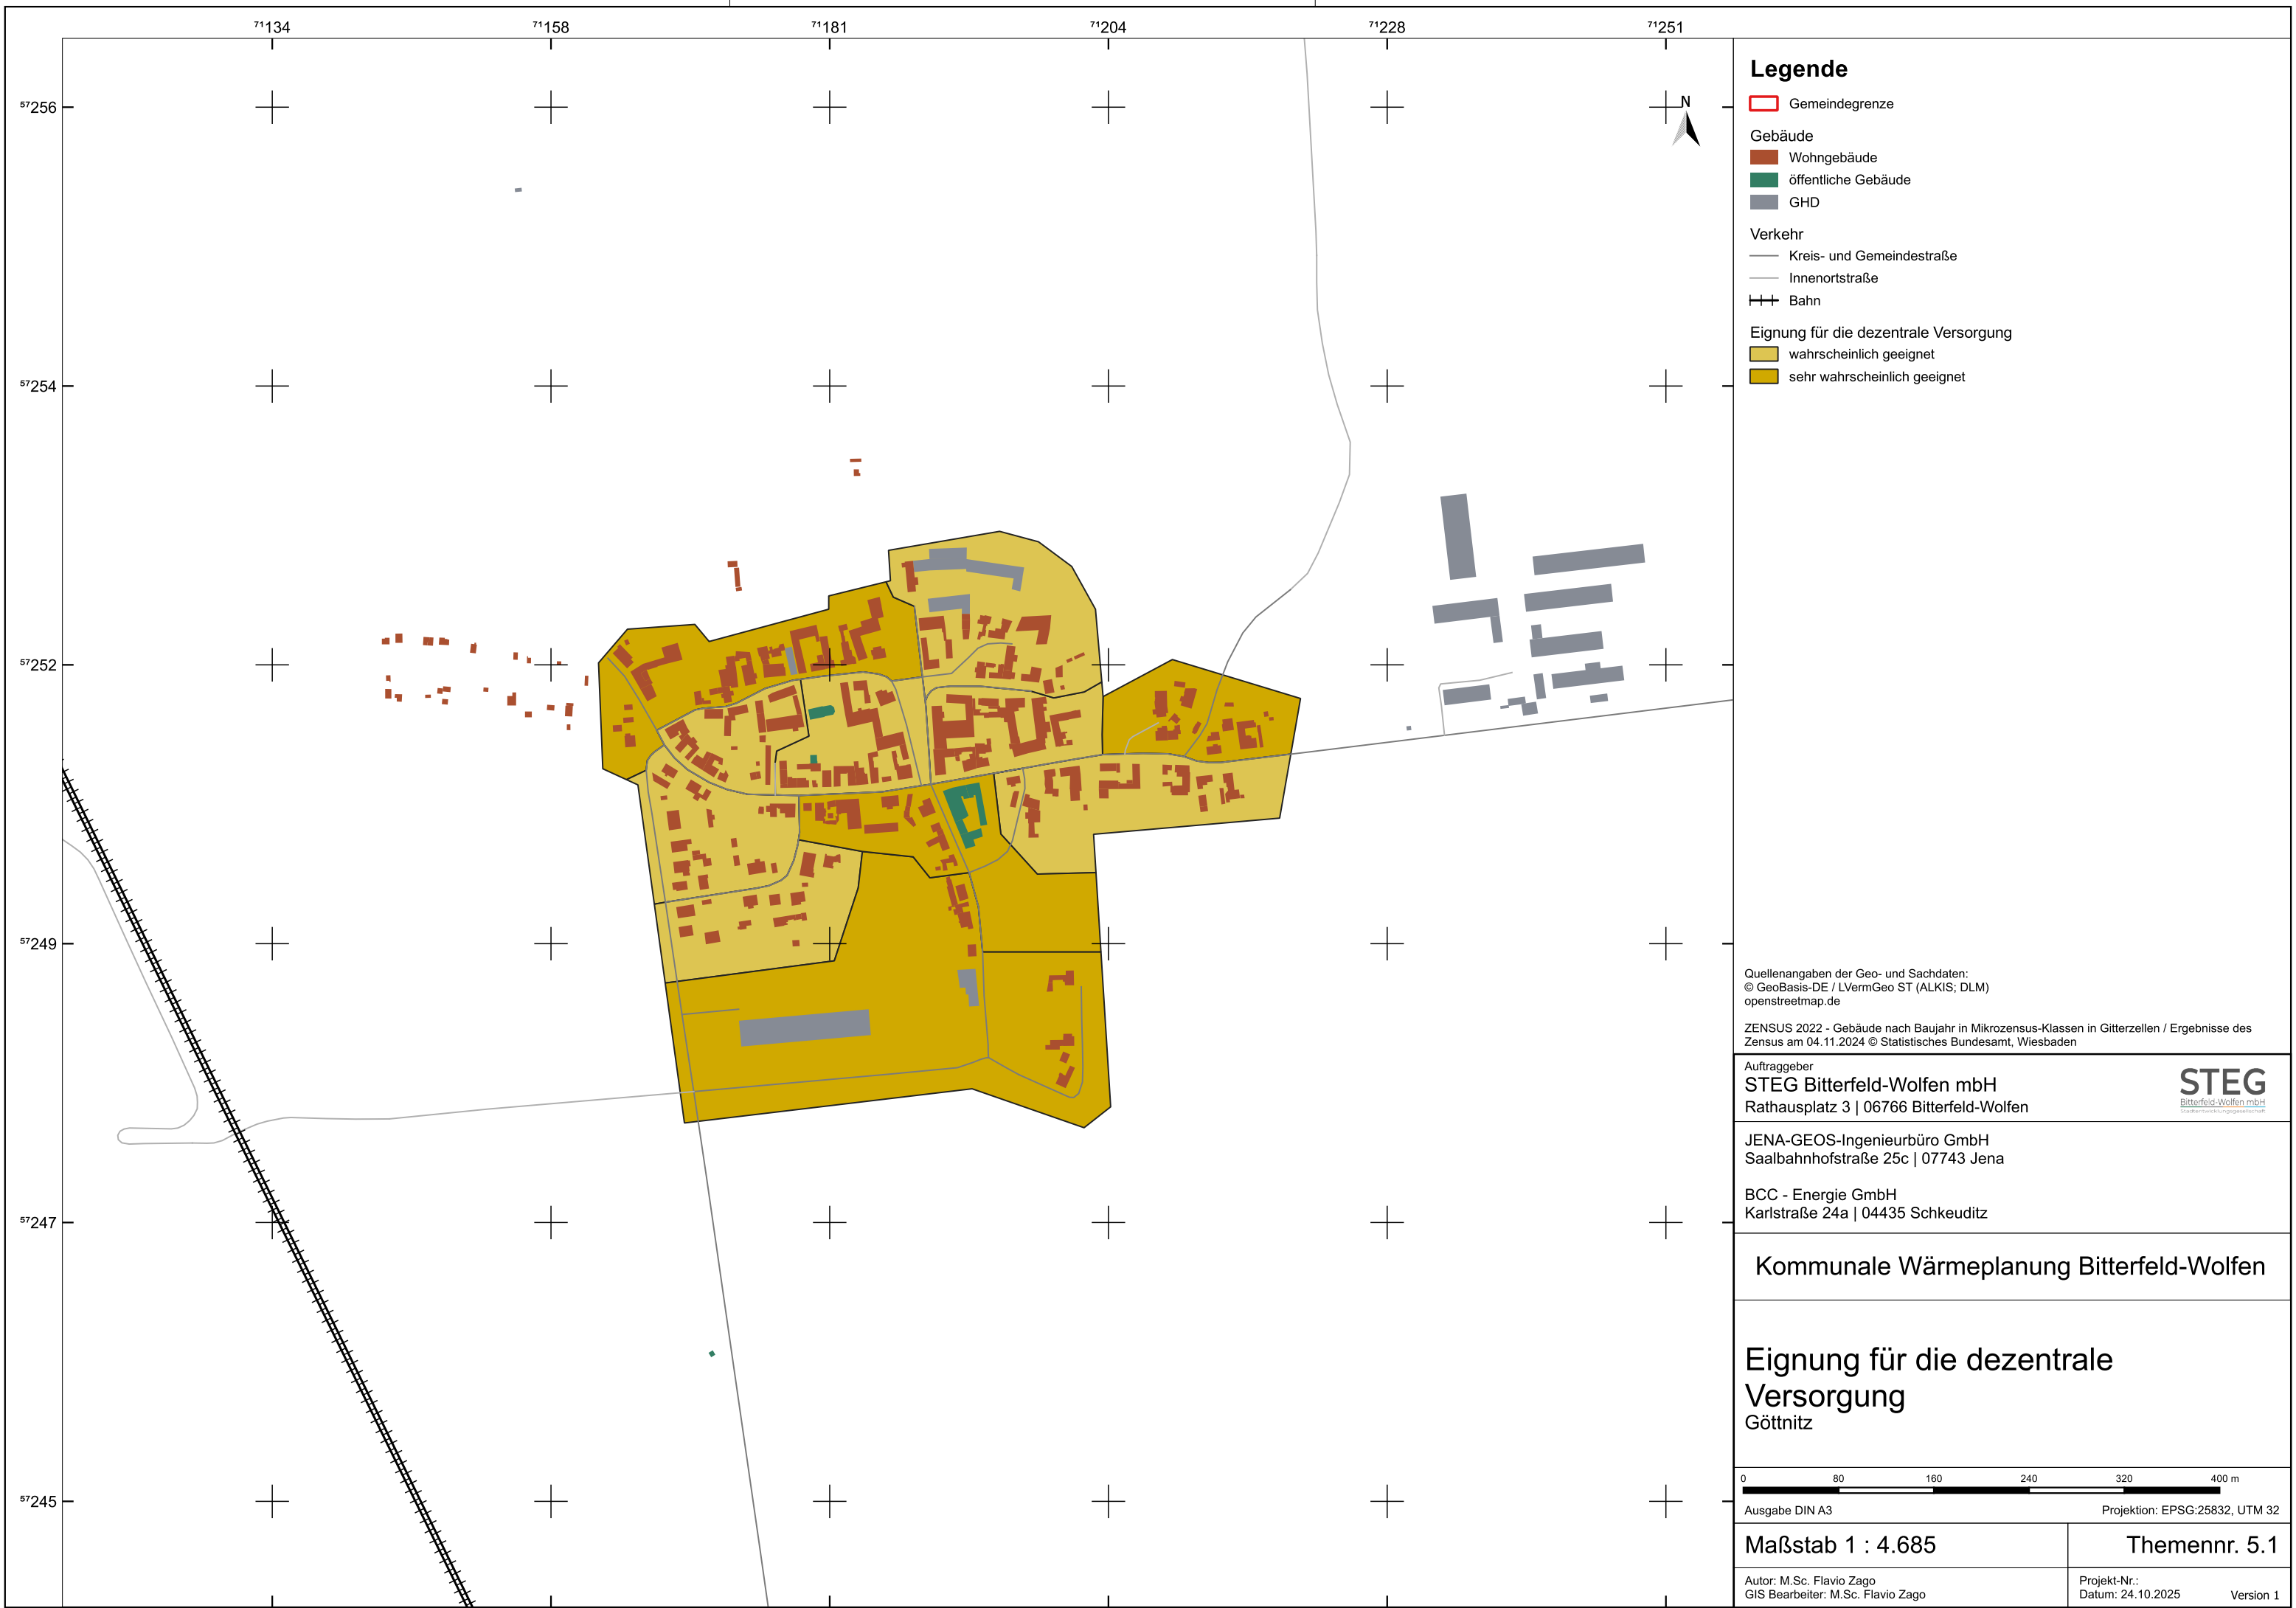 71134 71158 71181 71204 71228 71251
57256
57254
57252
57249
57247
57245
N
Legende
Gemeindegrenze
Gebäude
Wohngebäude
öffentliche Gebäude
GHD
Verkehr
Kreis- und Gemeindestraße
Innenortstraße
Bahn
Eignung für die dezentrale Versorgung
wahrscheinlich geeignet
sehr wahrscheinlich geeignet
Quellenangaben der Geo- und Sachdaten:
© GeoBasis-DE / LVermGeo ST (ALKIS; DLM)
openstreetmap.de
ZENSUS 2022 - Gebäude nach Baujahr in Mikrozensus-Klassen in Gitterzellen / Ergebnisse des
Zensus am 04.11.2024 © Statistisches Bundesamt, Wiesbaden
Auftraggeber
STEG Bitterfeld-Wolfen mbH
Rathausplatz 3 | 06766 Bitterfeld-Wolfen
STEG
Bitterfeld-Wolfen mbH
Stadtentwicklungsgesellschaft
JENA-GEOS-Ingenieurbüro GmbH
Saalbahnhofstraße 25c | 07743 Jena
BCC - Energie GmbH
Karlstraße 24a | 04435 Schkeuditz
Kommunale Wärmeplanung Bitterfeld-Wolfen
Eignung für die dezentrale
Versorgung
Göttnitz
0 80 160 240 320 400 m
Ausgabe DIN A3 Projektion: EPSG:25832, UTM 32
Maßstab 1 : 4.685 Themennr. 5.1
Autor: M.Sc. Flavio Zago
GIS Bearbeiter: M.Sc. Flavio Zago
Projekt-Nr.:
Datum: 24.10.2025 Version 1